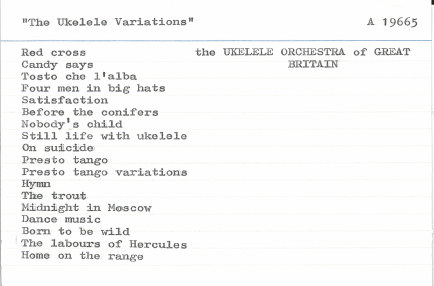 "The Ukelele Variations" A 19665
Red cross the UKELELE ORCHESTRA of GREAT
Candy says BRITAIN
Tosto che l'alba
Four men in big hats
Satisfaction
Before the conifers
Nobody's child
Still life with ukelele
On suicide
Presto tango
Presto tango variations
Hymn
The trout
Midnight in Moscow
Dance music
Born to be wild
The labours of Hercules
Home on the range